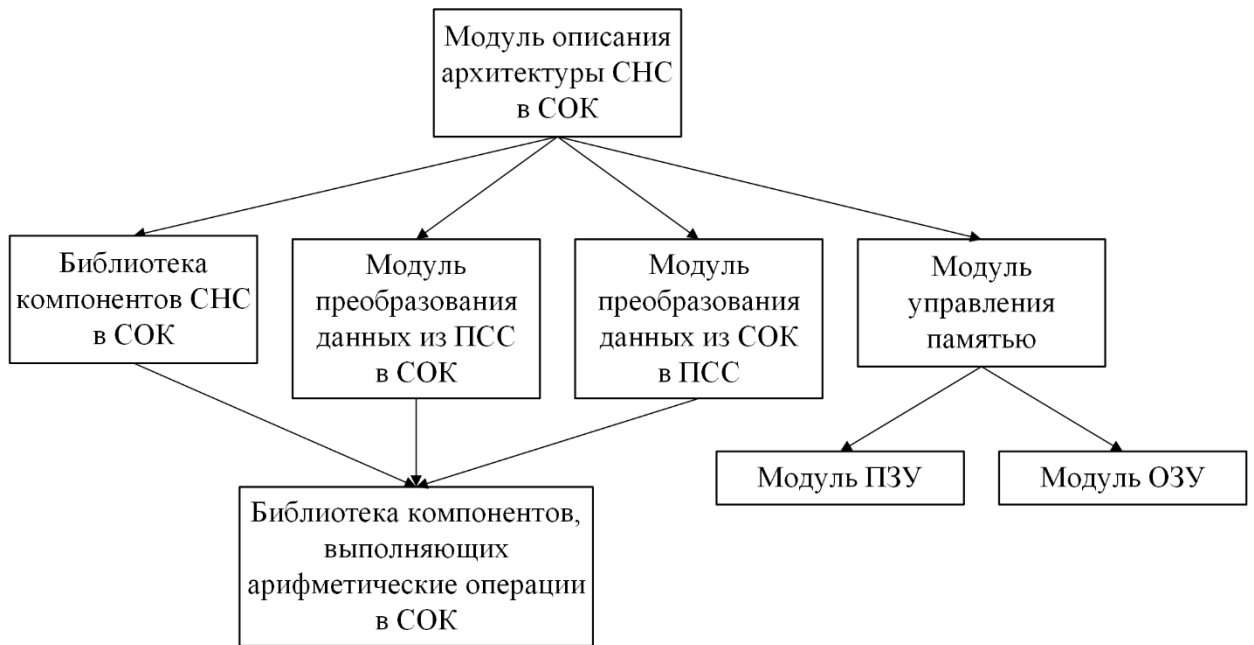 Модуль описания
архитектуры СНС
в СОК
Библиотека
компонентов СНС
в СОК
Модуль
преобразования
данных из ПСС
в СОК
Модуль
преобразования
данных из СОК
в ПСС
Модуль
управления
памятью
Модуль ПЗУ
Модуль ОЗУ
Библиотека компонентов,
выполняющих
арифметические операции
в СОК